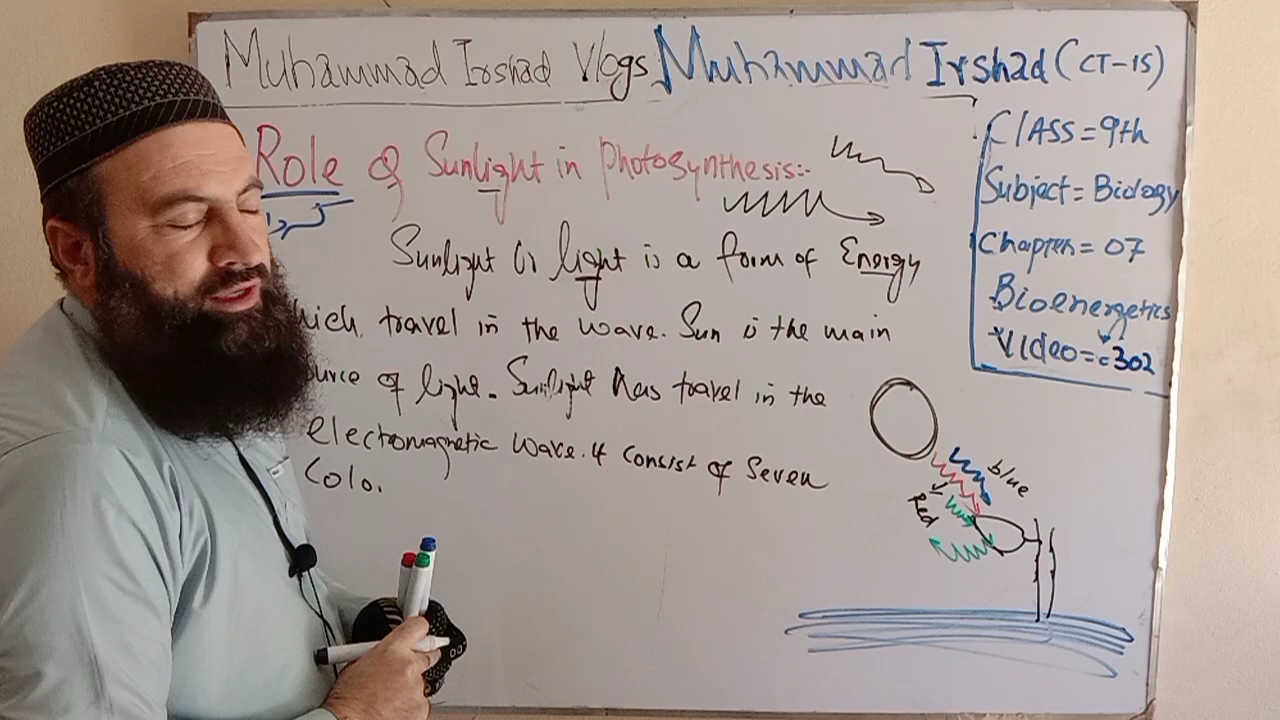 Muhammad Irshad Vlogs Muhammad Irshad (CT-15)
Role of Sunlight in Photosynthesis:-
Sunlight Or light is a form of Energy
hich travel in the wave. Sun is the main
ource of light. Sunlight has travel in the
electromagnetic wave. It consist of Seven
Colo.
Class=9th
Subject=Biology
Chapter=07
Bioenergetics
Video=302
blue
Red